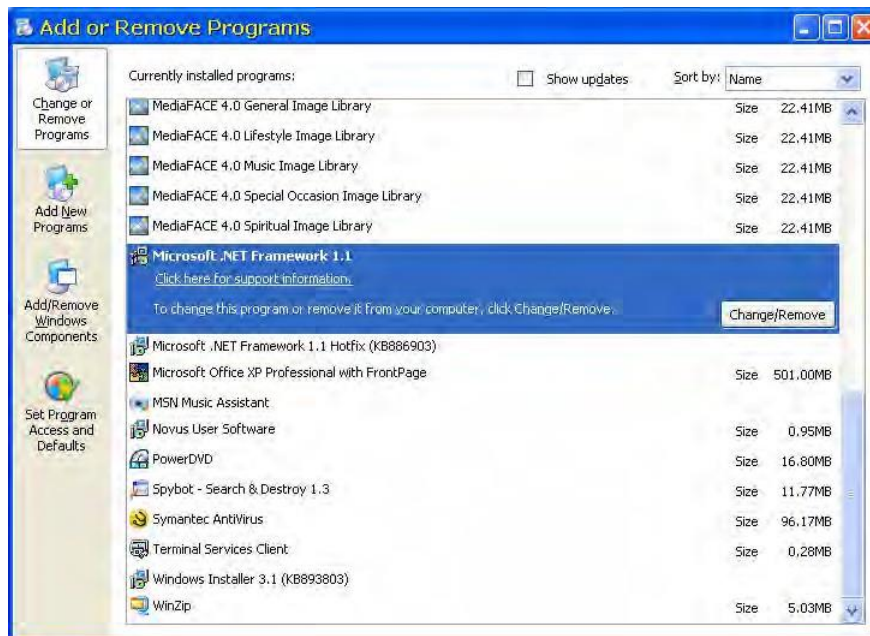 Add or Remove Programs
Change or
Remove
Programs
Add New
Programs
Add/Remove
Windows
Components
Set Program
Access and
Defaults
Currently installed programs:
Show updates
Sort by: Name
MediaFACE 4.0 General Image Library Size 22.41MB
MediaFACE 4.0 Lifestyle Image Library Size 22.41MB
MediaFACE 4.0 Music Image Library Size 22.41MB
MediaFACE 4.0 Special Occasion Image Library Size 22.41MB
MediaFACE 4.0 Spiritual Image Library Size 22.41MB
Microsoft .NET Framework 1.1
Click here for support information.
To change this program or remove it from your computer, click Change/Remove.
Change/Remove
Microsoft .NET Framework 1.1 Hotfix (KB886903)
Microsoft Office XP Professional with FrontPage Size 501.00MB
MSN Music Assistant
Novus User Software Size 0.95MB
PowerDVD Size 16.80MB
Spybot - Search & Destroy 1.3 Size 11.77MB
Symantec AntiVirus Size 96.17MB
Terminal Services Client Size 0.28MB
Windows Installer 3.1 (KB893803)
WinZip Size 5.03MB